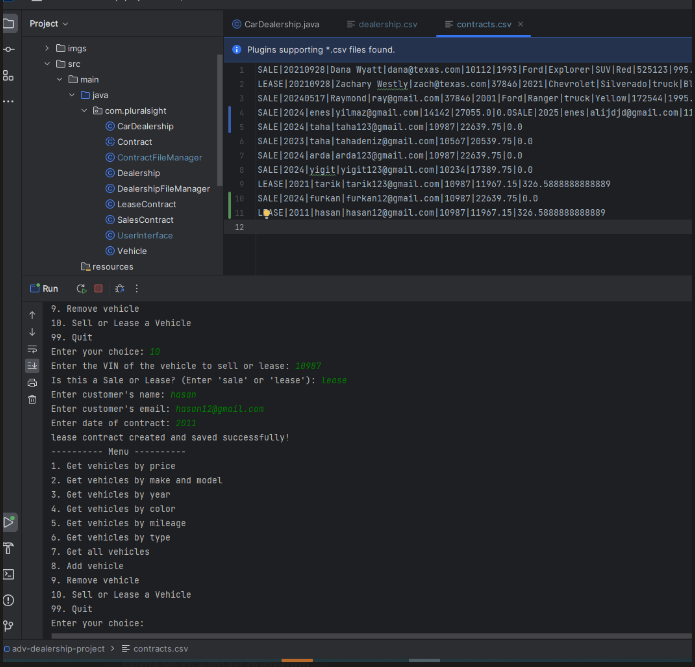 Project
CarDealership.java
dealership.csv
contracts.csv
imgs
src
main
java
com.pluralsight
CarDealership
Contract
ContractFileManager
Dealership
DealershipFileManager
LeaseContract
SalesContract
UserInterface
Vehicle
resources
Plugins supporting *.csv files found.
1 SALE|20210928|Dana Wyatt|dana@texas.com|10112|1993|Ford|Explorer|SUV|Red|525123|995.
2 LEASE|20210928|Zachary Westly|zach@texas.com|37846|2021|Chevrolet|Silverado|truck|Bl
3 SALE|20240517|Raymond|ray@gmail.com|37846|2001|Ford|Ranger|truck|Yellow|172544|1995.
4 SALE|2024|enes|yilmaz@gmail.com|14142|27055.0|0.0SALE|2025|enes|alijdjd@gmail.com|11
5 SALE|2024|taha|taha123@gmail.com|10987|22639.75|0.0
6 SALE|2023|taha|tahadeniz@gmail.com|10567|20539.75|0.0
7 SALE|2024|arda|arda123@gmail.com|10987|22639.75|0.0
8 SALE|2024|yigit|yigit123@gmail.com|10234|17389.75|0.0
9 LEASE|2021|tarik|tarik123@gmail.com|10987|11967.15|326.5888888888889
10 SALE|2024|furkan|furkan12@gmail.com|10987|22639.75|0.0
11 LEASE|2011|hasan|hasan12@gmail.com|10987|11967.15|326.5888888888889
12
Run
9. Remove vehicle
10. Sell or Lease a Vehicle
99. Quit
Enter your choice: 10
Enter the VIN of the vehicle to sell or lease: 10987
Is this a Sale or Lease? (Enter 'sale' or 'lease'): lease
Enter customer's name: hasan
Enter customer's email: hasan12@gmail.com
Enter date of contract: 2011
lease contract created and saved successfully!
---------- Menu ----------
1. Get vehicles by price
2. Get vehicles by make and model
3. Get vehicles by year
4. Get vehicles by color
5. Get vehicles by mileage
6. Get vehicles by type
7. Get all vehicles
8. Add vehicle
9. Remove vehicle
10. Sell or Lease a Vehicle
99. Quit
Enter your choice:
adv-dealership-project > contracts.csv